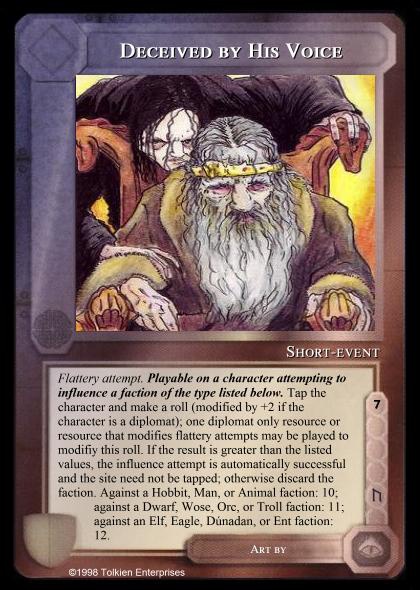 DECEIVED BY HIS VOICE
SHORT-EVENT
Flattery attempt. Playable on a character attempting to
influence a faction of the type listed below. Tap the
character and make a roll (modified by +2 if the
character is a diplomat); one diplomat only resource or
resource that modifies flattery attempts may be played to
modifiy this roll. If the result is greater than the listed
values, the influence attempt is automatically successful
and the site need not be tapped; otherwise discard the
faction. Against a Hobbit, Man, or Animal faction: 10;
against a Dwarf, Wose, Orc, or Troll faction: 11;
against an Elf, Eagle, Dúnadan, or Ent faction:
12.
7
ART BY
©1998 Tolkien Enterprises